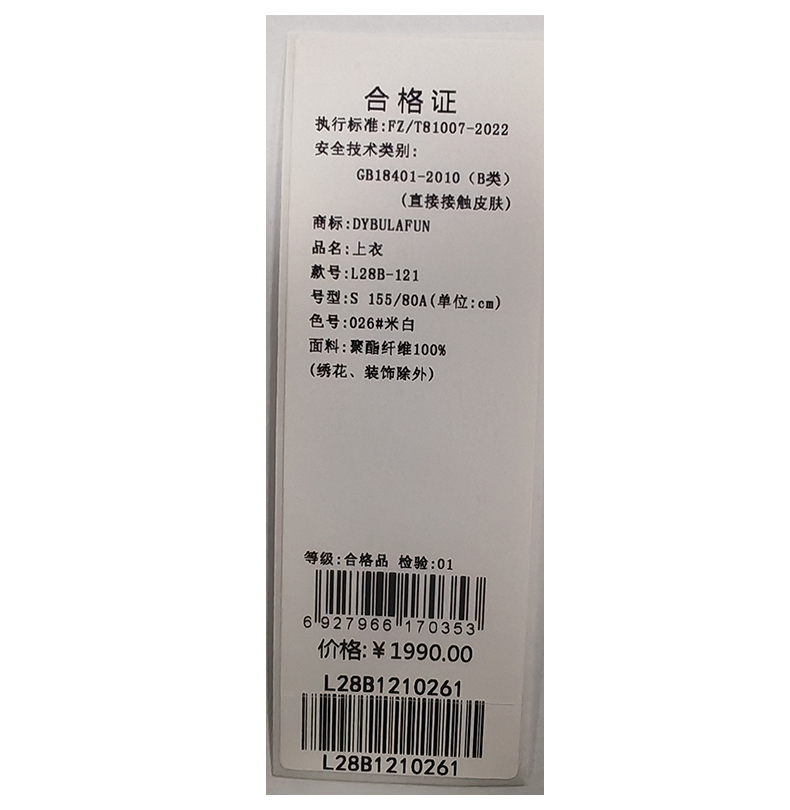 合格证
执行标准:FZ/T81007-2022
安全技术类别:
GB18401-2010（B类）
(直接接触皮肤)
商标:DYBULAFUN
品名:上衣
款号:L28B-121
号型:S 155/80A(单位:cm)
色号:026#米白
面料:聚酯纤维100%
(绣花、装饰除外)
等级:合格品 检验:01
6 927966 170353
价格:￥1990.00
L28B1210261
L28B1210261